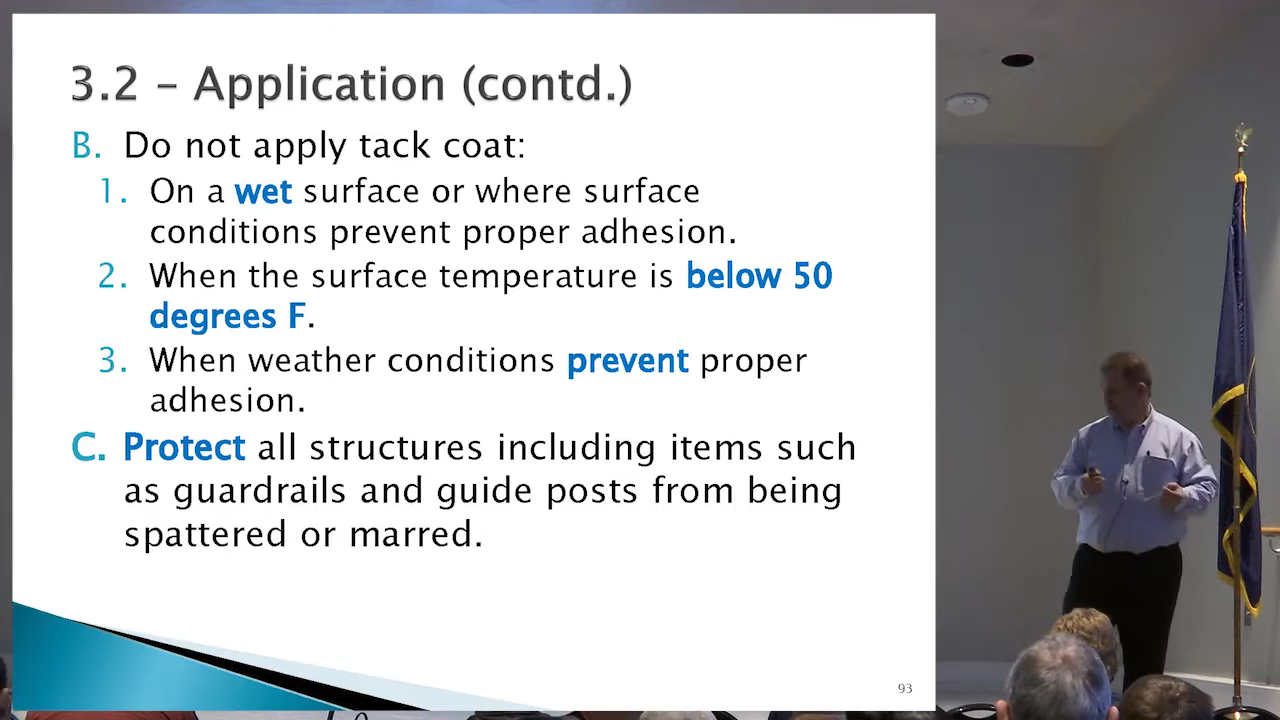 3.2 – Application (contd.)
B. Do not apply tack coat:
1. On a wet surface or where surface
conditions prevent proper adhesion.
2. When the surface temperature is below 50
degrees F.
3. When weather conditions prevent proper
adhesion.
C. Protect all structures including items such
as guardrails and guide posts from being
spattered or marred.
93